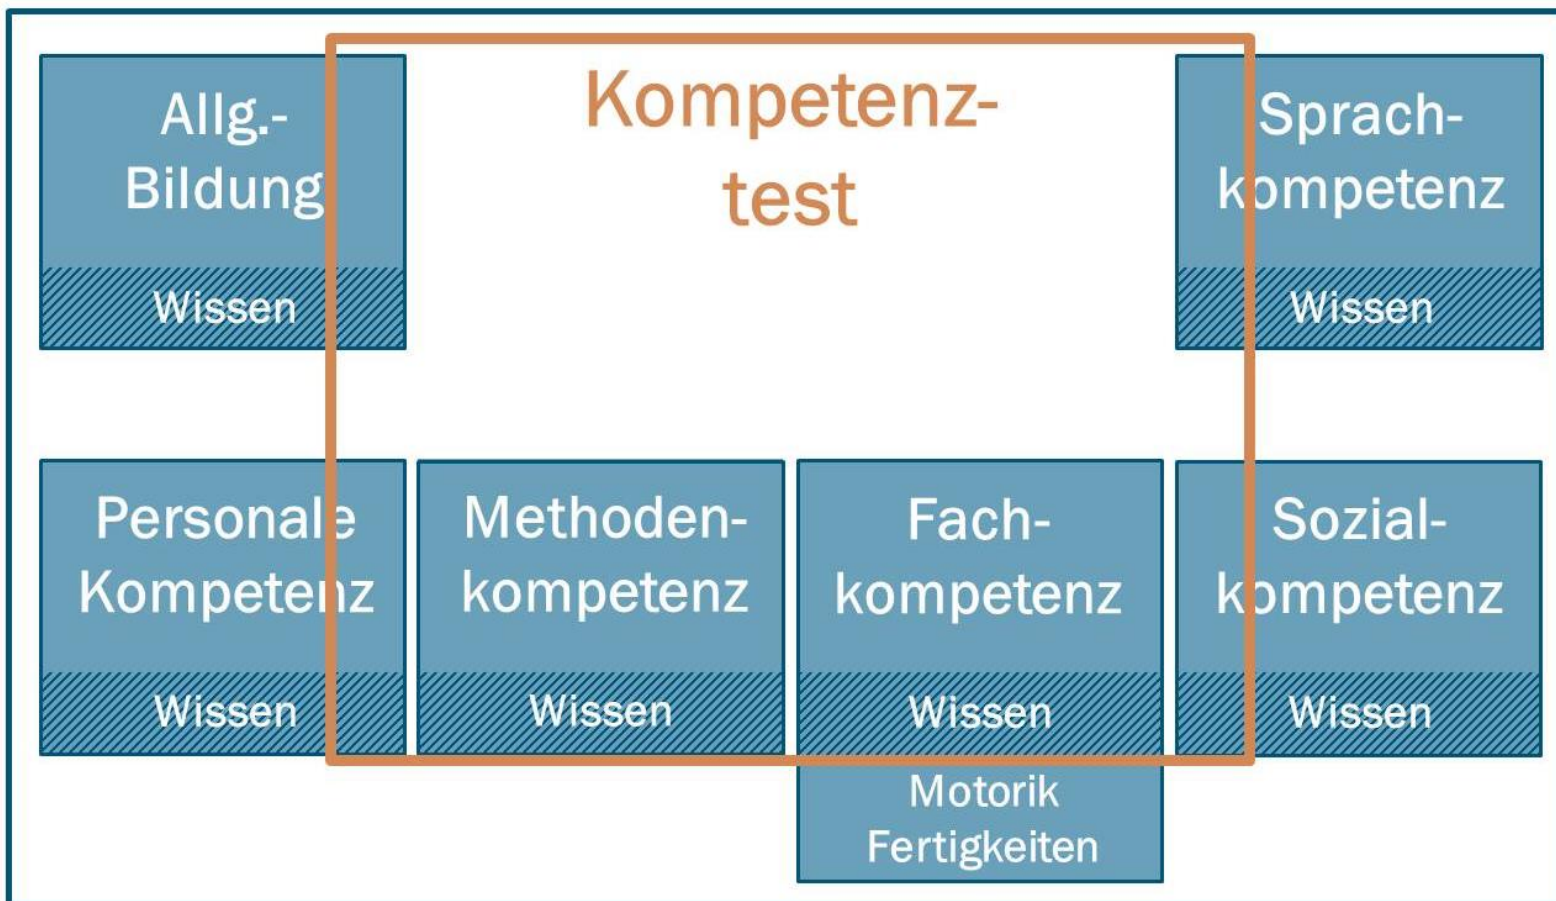 Allg.-
Bildung
Wissen
Kompetenz-
test
Sprach-
kompetenz
Wissen
Personale
Kompetenz
Wissen
Methoden-
kompetenz
Wissen
Fach-
kompetenz
Wissen
Motorik
Fertigkeiten
Sozial-
kompetenz
Wissen